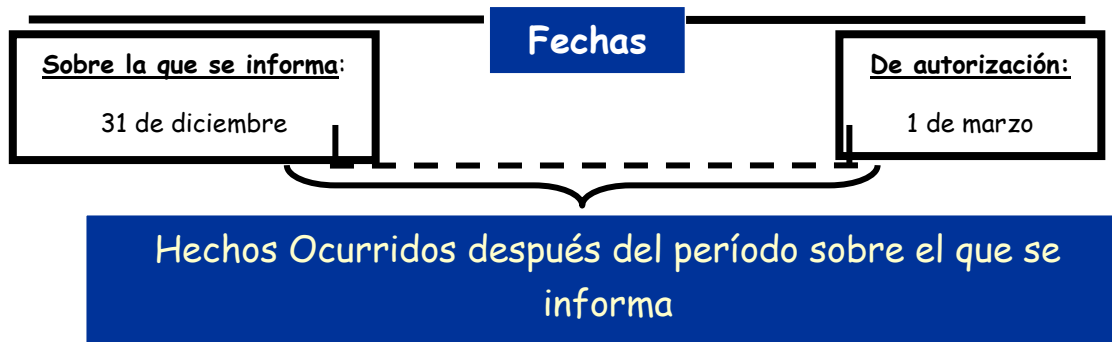 Fechas
Sobre la que se informa:
31 de diciembre
De autorización:
1 de marzo
Hechos Ocurridos después del período sobre el que se
informa